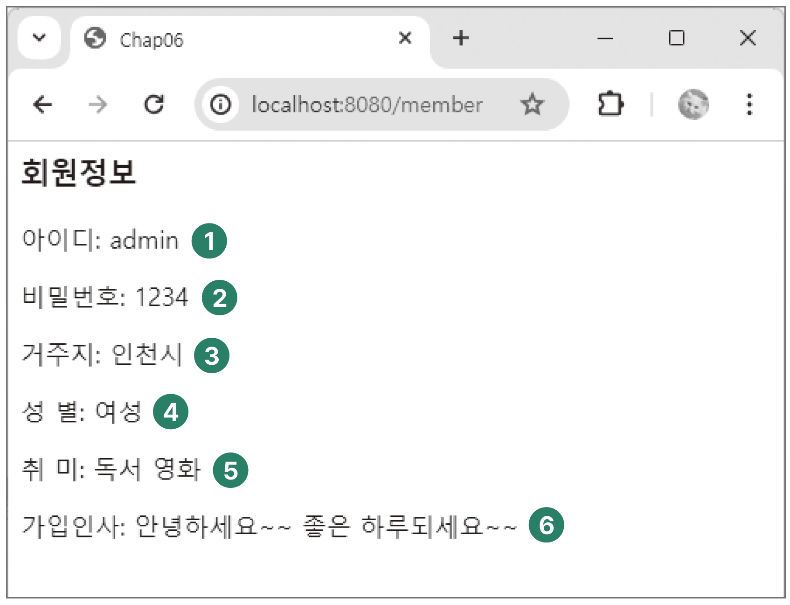 Chap06
localhost:8080/member
회원정보
아이디: admin 1
비밀번호: 1234 2
거주지: 인천시 3
성 별: 여성 4
취 미: 독서 영화 5
가입인사: 안녕하세요~~ 좋은 하루되세요~~ 6